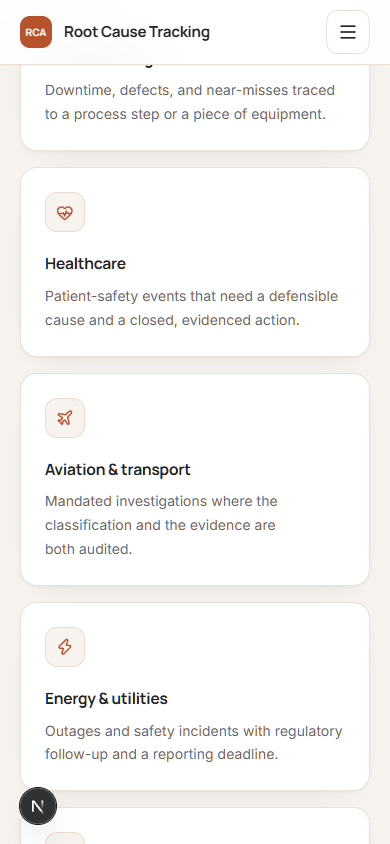 RCA
Root Cause Tracking
Downtime, defects, and near-misses traced
to a process step or a piece of equipment.
Healthcare
Patient-safety events that need a defensible
cause and a closed, evidenced action.
Aviation & transport
Mandated investigations where the
classification and the evidence are
both audited.
Energy & utilities
Outages and safety incidents with regulatory
follow-up and a reporting deadline.
N